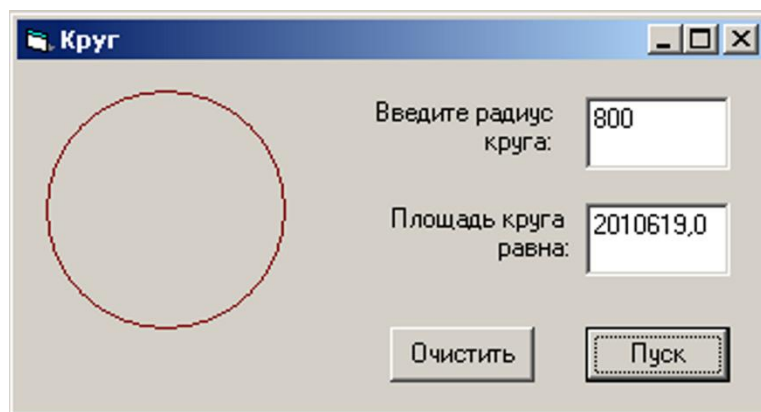 Круг
Введите радиус
круга:
800
Площадь круга
равна:
2010619,0
Очистить
Пуск